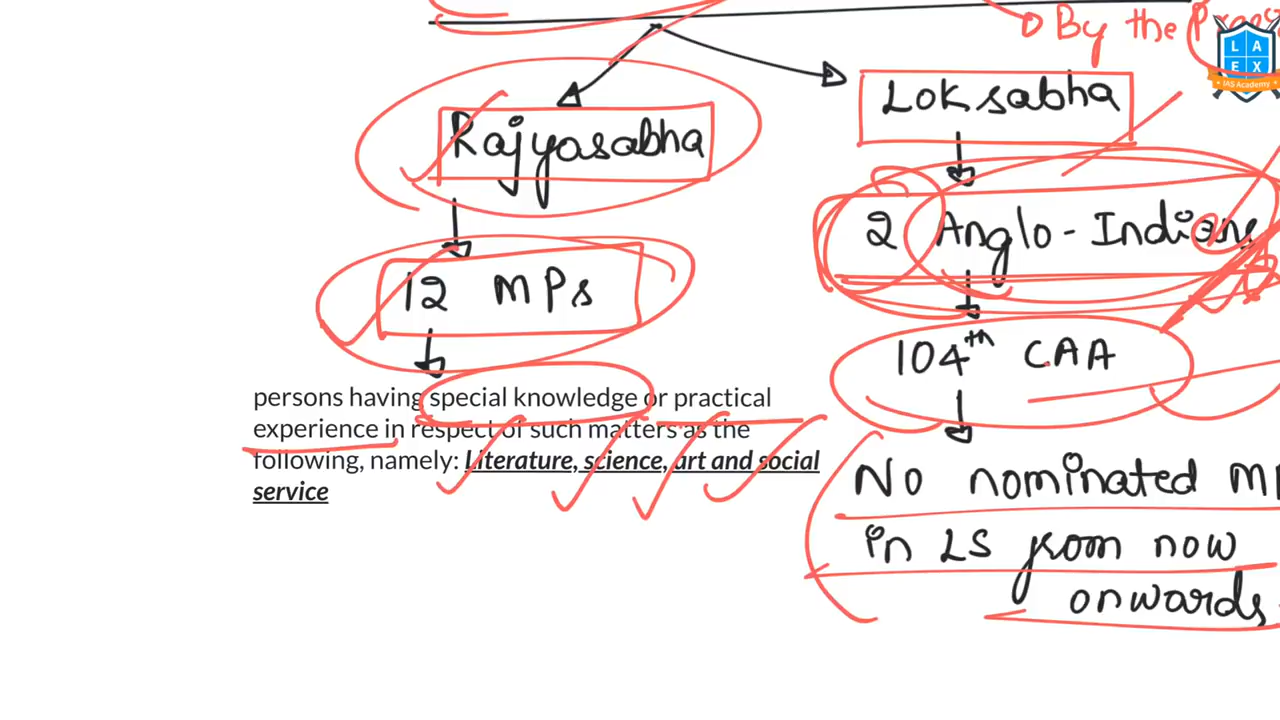 By the
LAEX
IAS Academy
Rajyasabha
Loksabha
12 MPs
2 Anglo-Indians
104th CAA
persons having special knowledge or practical
experience in respect of such matters as the
following, namely: Literature, science, art and social
service
No nominated
in LS from now
onwards.